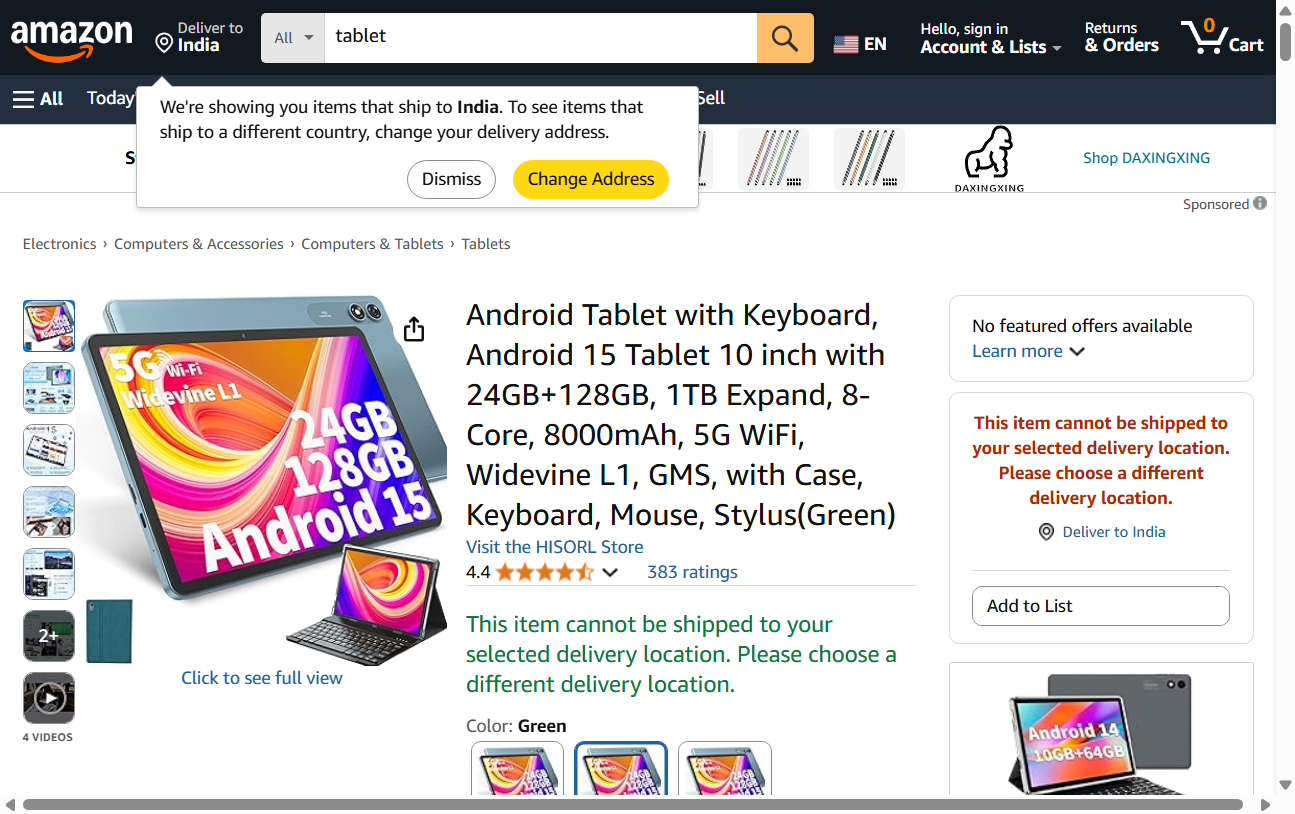 amazon
Deliver to
India
All
tablet
EN
Hello, sign in
Account & Lists
Returns
& Orders
0
Cart
All
Today'
Sell
We're showing you items that ship to India. To see items that
ship to a different country, change your delivery address.
Dismiss
Change Address
S
DAXINGXING
Shop DAXINGXING
Sponsored
Electronics › Computers & Accessories › Computers & Tablets › Tablets
5G Wi-Fi
Widevine L1
24GB
128GB
Android 15
2+
4 VIDEOS
Click to see full view
Android Tablet with Keyboard,
Android 15 Tablet 10 inch with
24GB+128GB, 1TB Expand, 8-
Core, 8000mAh, 5G WiFi,
Widevine L1, GMS, with Case,
Keyboard, Mouse, Stylus(Green)
Visit the HISORL Store
4.4
383 ratings
This item cannot be shipped to your
selected delivery location. Please choose a
different delivery location.
Color: Green
No featured offers available
Learn more
This item cannot be shipped to
your selected delivery location.
Please choose a different
delivery location.
Deliver to India
Add to List
Android 14
10GB+64GB